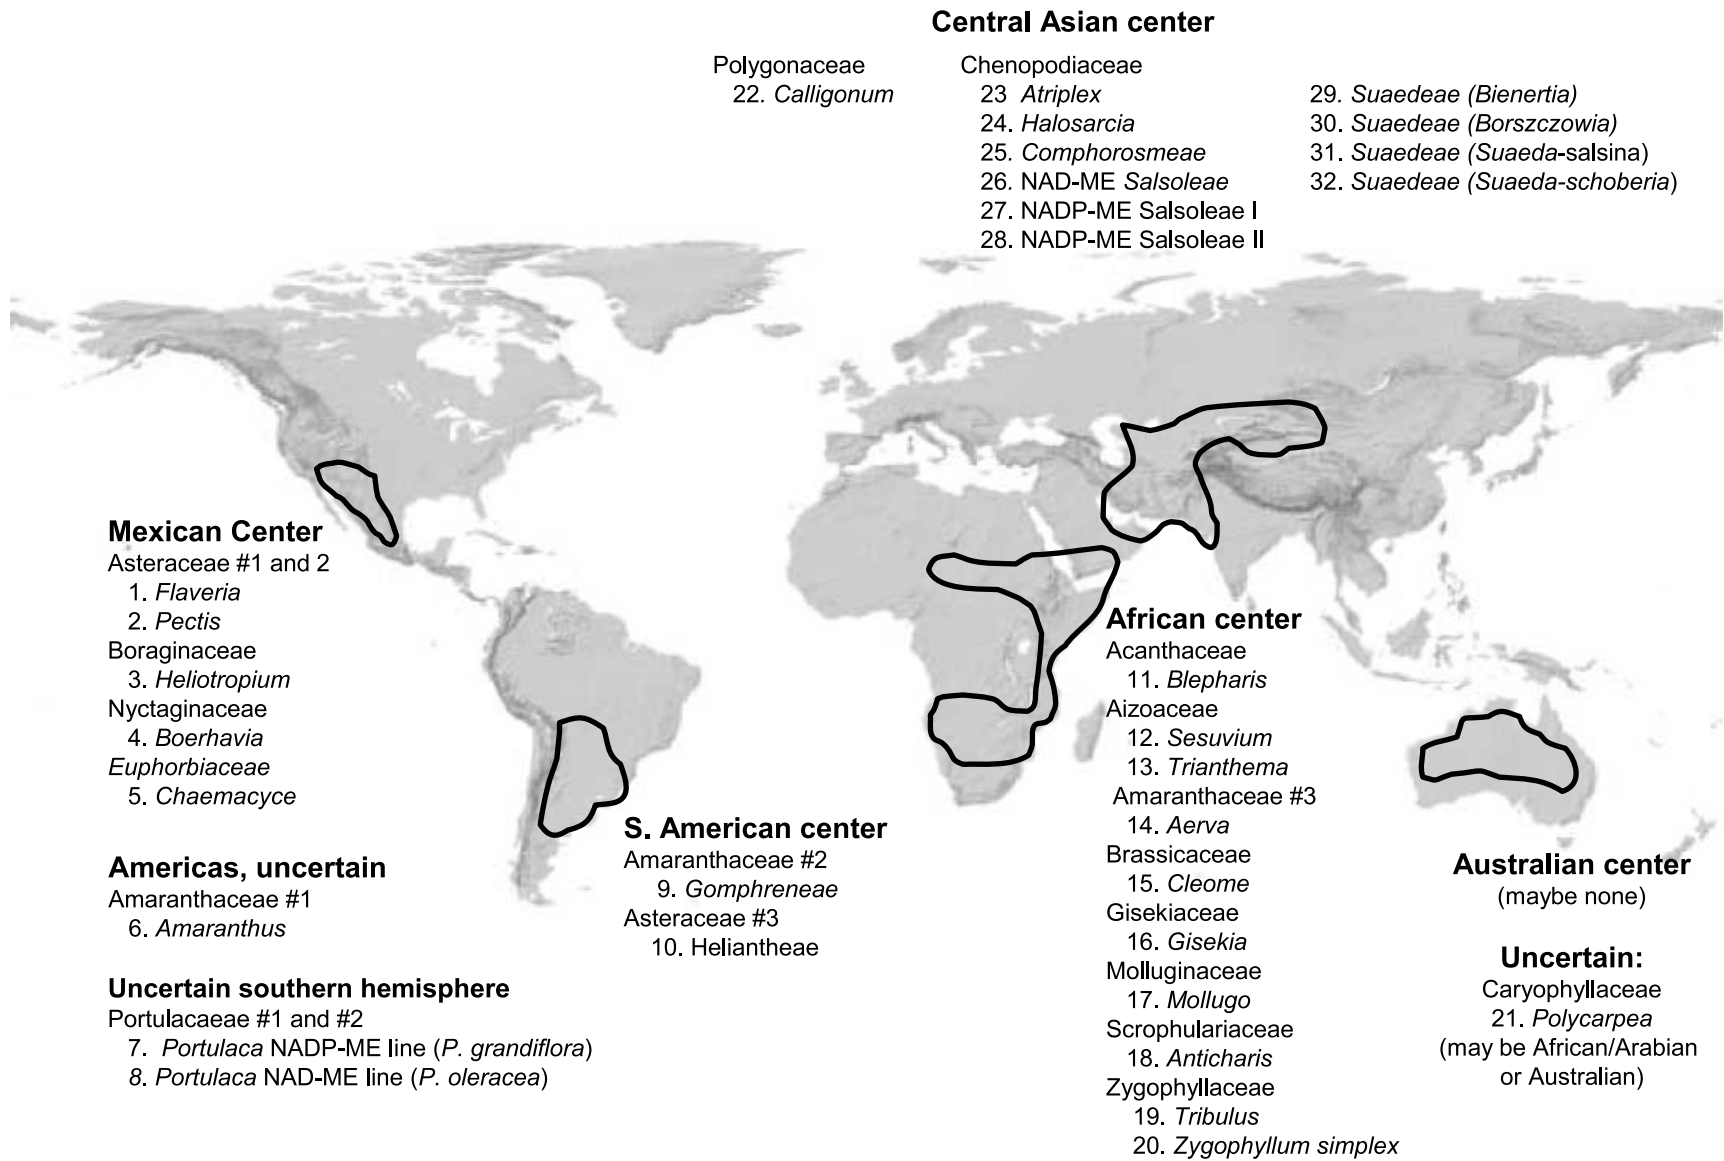 Central Asian center
Polygonaceae
22. Calligonum
Chenopodiaceae
23 Atriplex
24. Halosarcia
25. Comphorosmeae
26. NAD-ME Salsoleae
27. NADP-ME Salsoleae I
28. NADP-ME Salsoleae II
29. Suaedeae (Bienertia)
30. Suaedeae (Borszczowia)
31. Suaedeae (Suaeda-salsina)
32. Suaedeae (Suaeda-schoberia)
Mexican Center
Asteraceae #1 and 2
1. Flaveria
2. Pectis
Boraginaceae
3. Heliotropium
Nyctaginaceae
4. Boerhavia
Euphorbiaceae
5. Chaemacyce
Americas, uncertain
Amaranthaceae #1
6. Amaranthus
Uncertain southern hemisphere
Portulacaeae #1 and #2
7. Portulaca NADP-ME line (P. grandiflora)
8. Portulaca NAD-ME line (P. oleracea)
S. American center
Amaranthaceae #2
9. Gomphreneae
Asteraceae #3
10. Heliantheae
African center
Acanthaceae
11. Blepharis
Aizoaceae
12. Sesuvium
13. Trianthema
Amaranthaceae #3
14. Aerva
Brassicaceae
15. Cleome
Gisekiaceae
16. Gisekia
Molluginaceae
17. Mollugo
Scrophulariaceae
18. Anticharis
Zygophyllaceae
19. Tribulus
20. Zygophyllum simplex
Australian center
(maybe none)
Uncertain:
Caryophyllaceae
21. Polycarpea
(may be African/Arabian
or Australian)